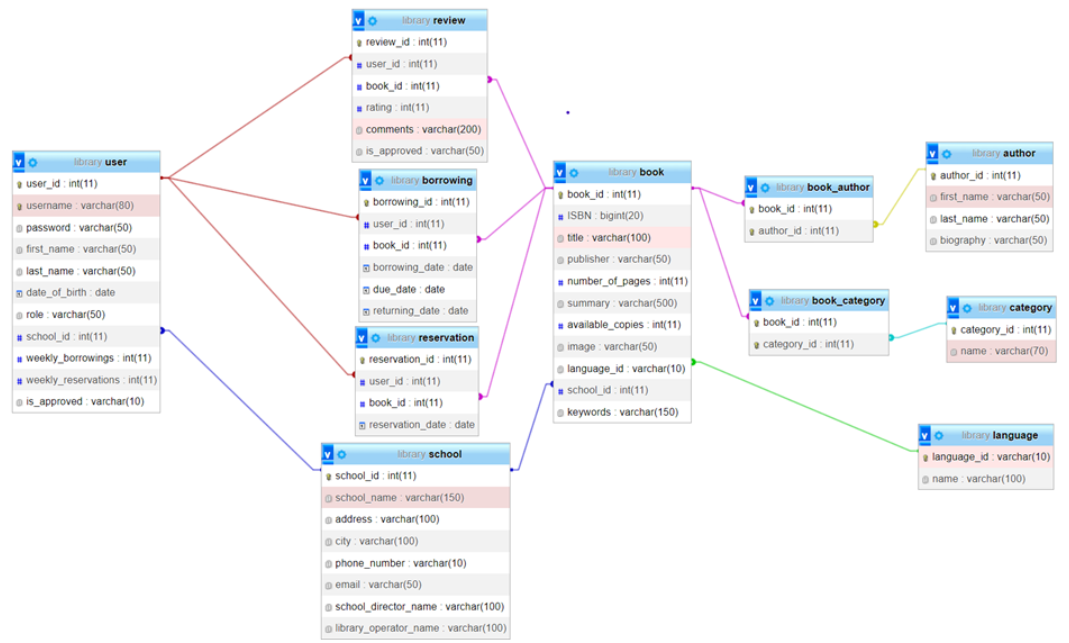 library review
review_id : int(11)
user_id : int(11)
book_id : int(11)
rating : int(11)
comments : varchar(200)
is_approved : varchar(50)
library user
user_id : int(11)
username : varchar(80)
password : varchar(50)
first_name : varchar(50)
last_name : varchar(50)
date_of_birth : date
role : varchar(50)
school_id : int(11)
weekly_borrowings : int(11)
weekly_reservations : int(11)
is_approved : varchar(10)
library borrowing
borrowing_id : int(11)
user_id : int(11)
book_id : int(11)
borrowing_date : date
due_date : date
returning_date : date
library reservation
reservation_id : int(11)
user_id : int(11)
book_id : int(11)
reservation_date : date
library school
school_id : int(11)
school_name : varchar(150)
address : varchar(100)
city : varchar(100)
phone_number : varchar(10)
email : varchar(50)
school_director_name : varchar(100)
library_operator_name : varchar(100)
library book
book_id : int(11)
ISBN : bigint(20)
title : varchar(100)
publisher : varchar(50)
number_of_pages : int(11)
summary : varchar(500)
available_copies : int(11)
image : varchar(50)
language_id : varchar(10)
school_id : int(11)
keywords : varchar(150)
library book_author
book_id : int(11)
author_id : int(11)
library author
author_id : int(11)
first_name : varchar(50)
last_name : varchar(50)
biography : varchar(50)
library book_category
book_id : int(11)
category_id : int(11)
library category
category_id : int(11)
name : varchar(70)
library language
language_id : varchar(10)
name : varchar(100)